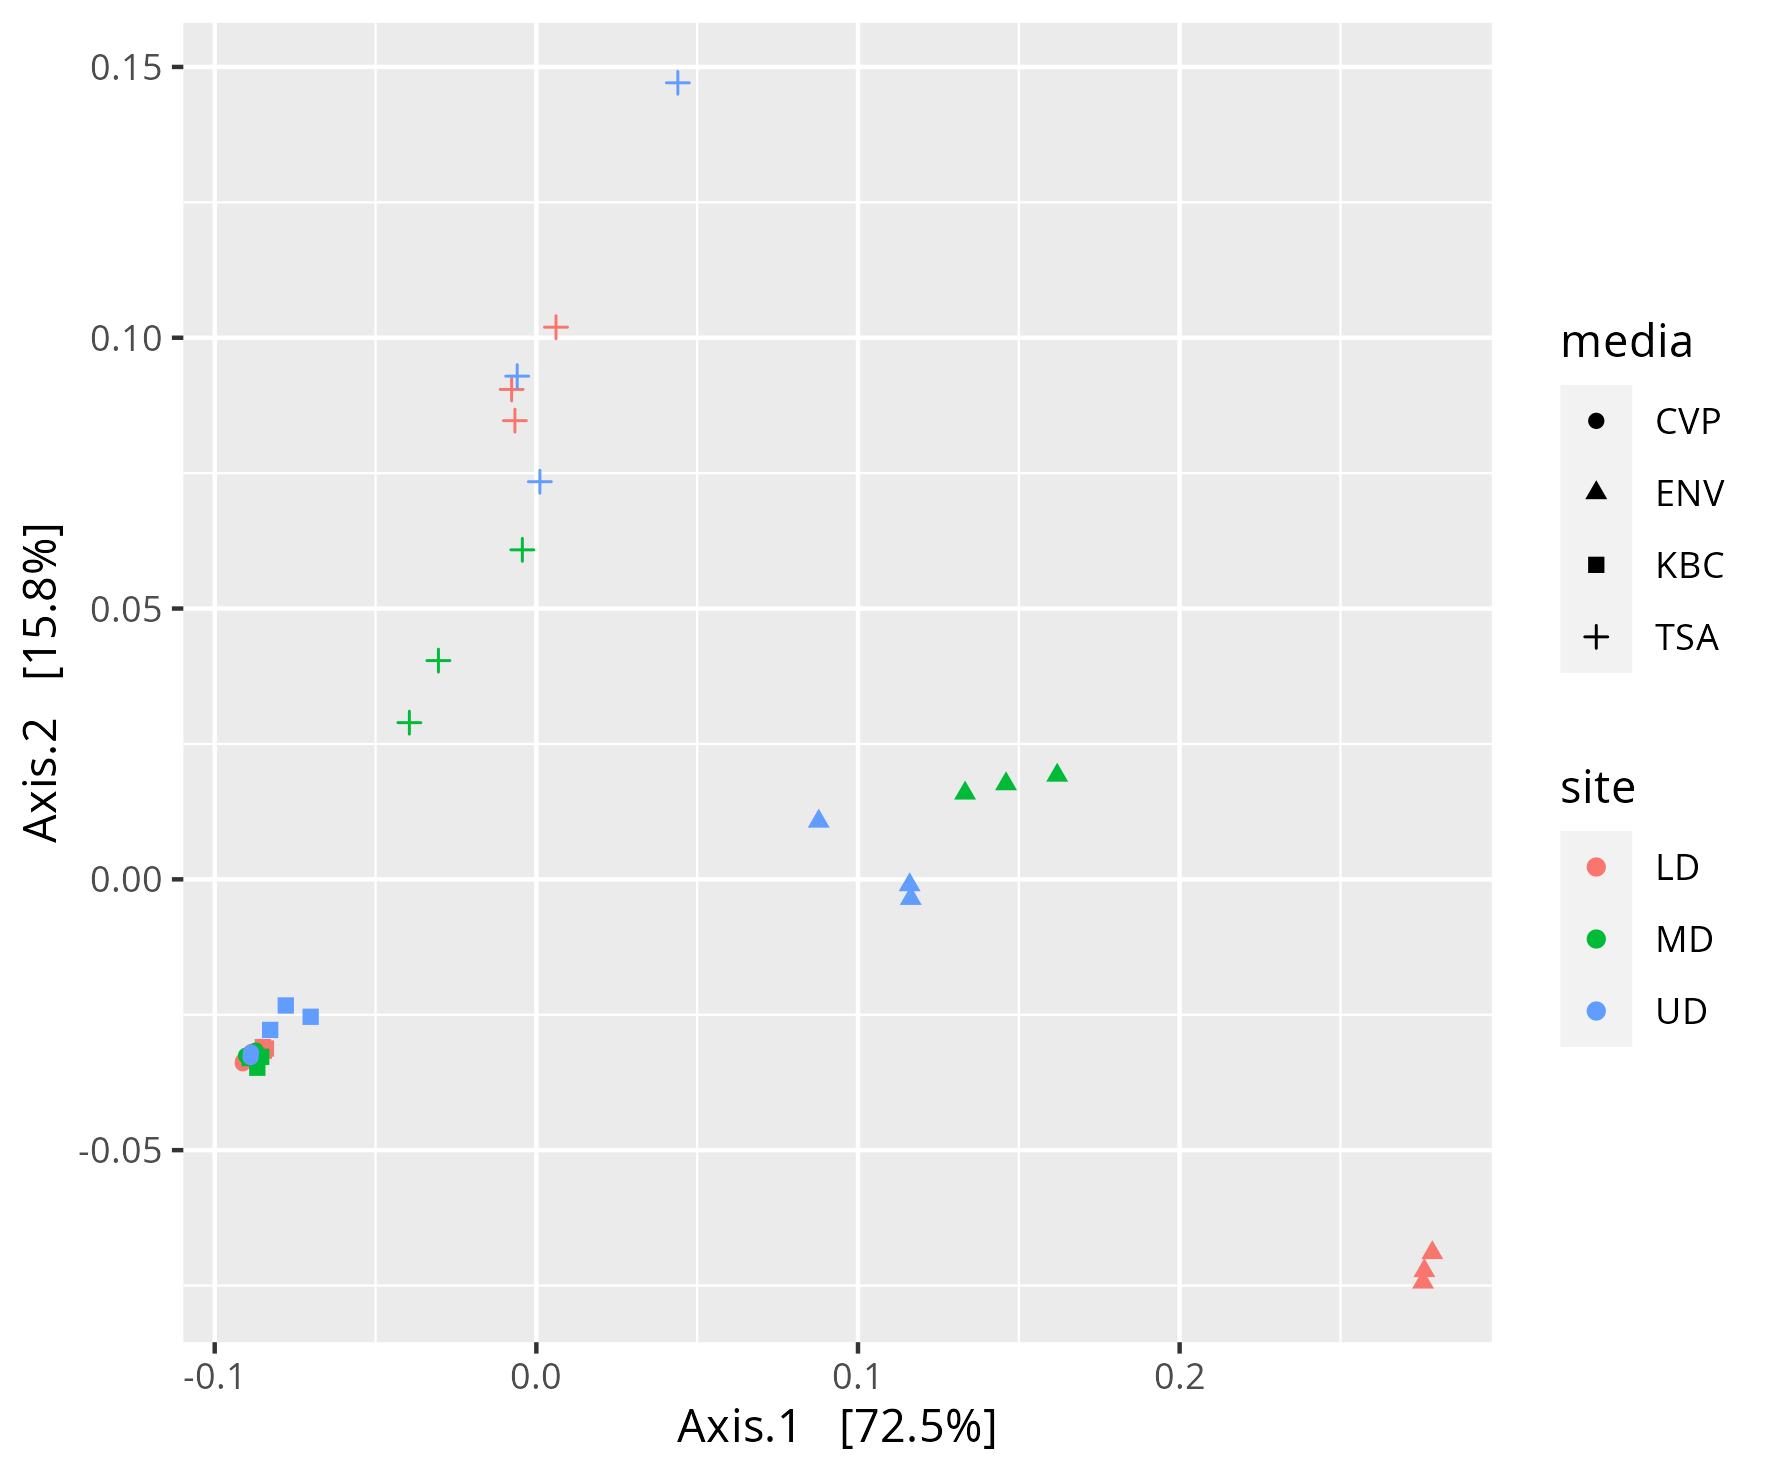 0.15
0.10
0.05
0.00
-0.05
-0.1
0.0
0.1
0.2
Axis.1 [72.5%]
Axis.2 [15.8%]
media
CVP
ENV
KBC
TSA
site
LD
MD
UD